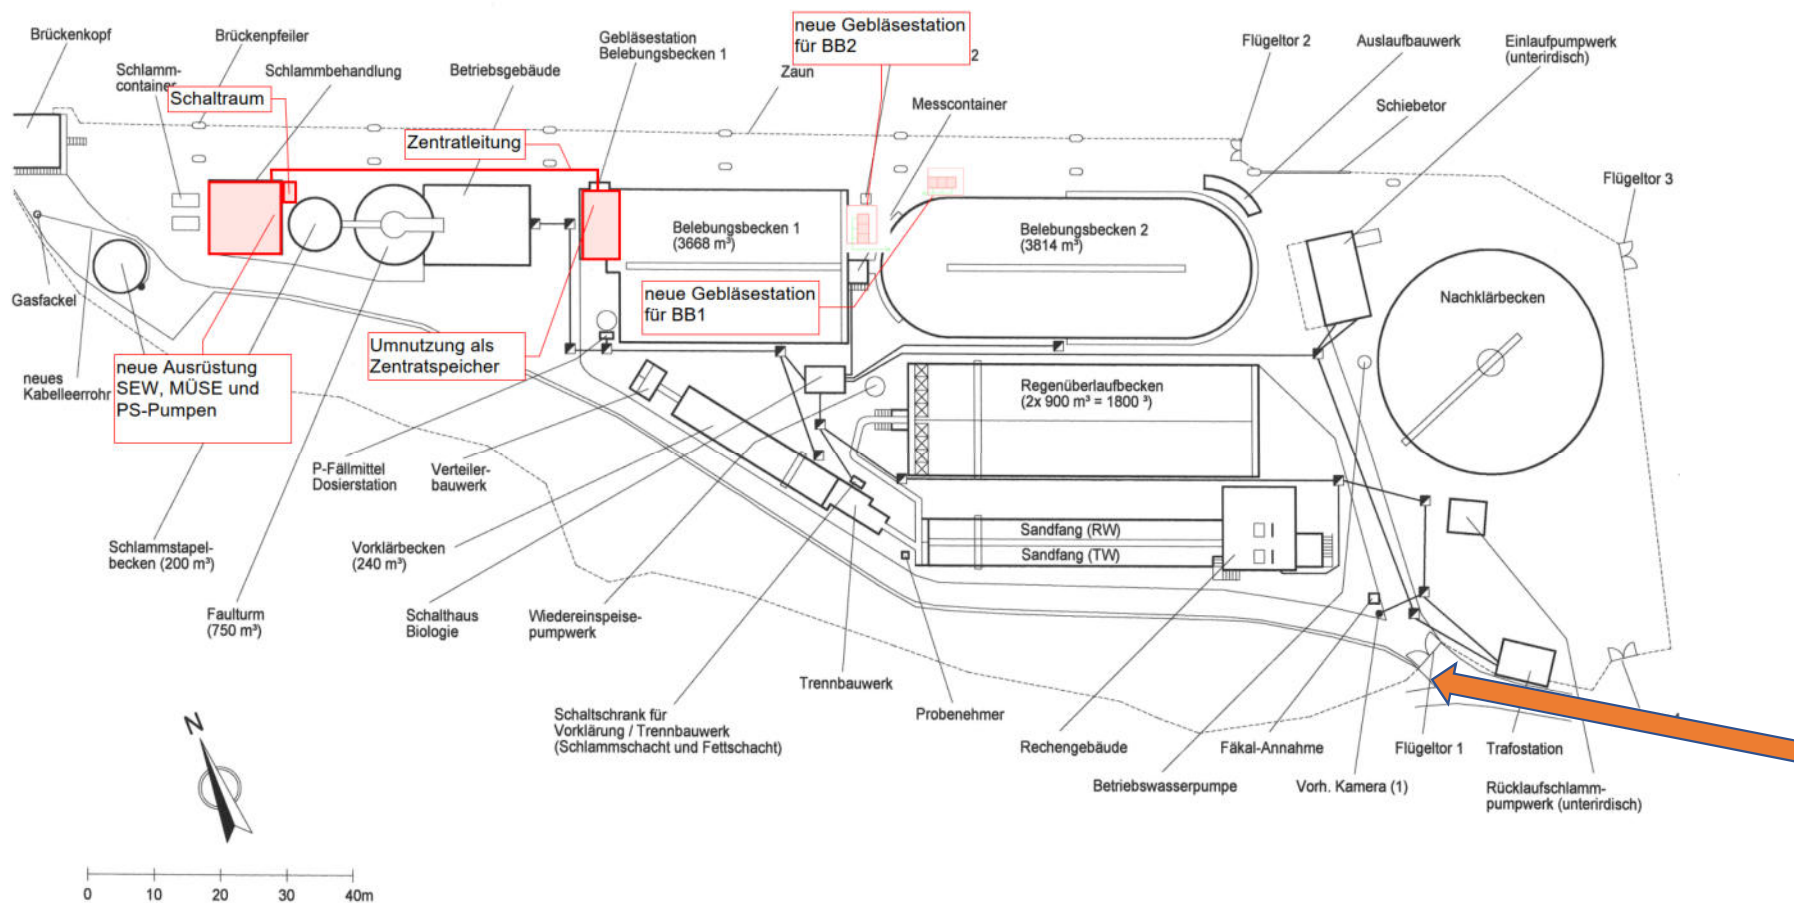 Brückenkopf
Brückenpfeiler
Schlamm-
container
Schlammbehandlung
Schaltraum
Betriebsgebäude
Zentratleitung
Gebläsestation
Belebungsbecken 1
neue Gebläsestation
für BB2
2
Zaun
Messcontainer
Flügeltor 2
Auslaufbauwerk
Einlaufpumpwerk
(unterirdisch)
Schiebetor
Flügeltor 3
Belebungsbecken 1
(3668 m³)
Belebungsbecken 2
(3814 m³)
Nachklärbecken
Gasfackel
neue Gebläsestation
für BB1
Umnutzung als
Zentratspeicher
neues
Kabelleerrohr
neue Ausrüstung
SEW, MÜSE und
PS-Pumpen
Regenüberlaufbecken
(2x 900 m³ = 1800 ³)
P-Fällmittel
Dosierstation
Verteiler-
bauwerk
Sandfang (RW)
Sandfang (TW)
Schlammstapel-
becken (200 m³)
Vorklärbecken
(240 m³)
Faulturm
(750 m³)
Schalthaus
Biologie
Wiedereinspeise-
pumpwerk
Trennbauwerk
Probenehmer
Schaltschrank für
Vorklärung / Trennbauwerk
(Schlammschacht und Fettschacht)
Rechengebäude
Fäkal-Annahme
Flügeltor 1
Trafostation
Betriebswasserpumpe
Vorh. Kamera (1)
Rücklaufschlamm-
pumpwerk (unterirdisch)
N
0 10 20 30 40m